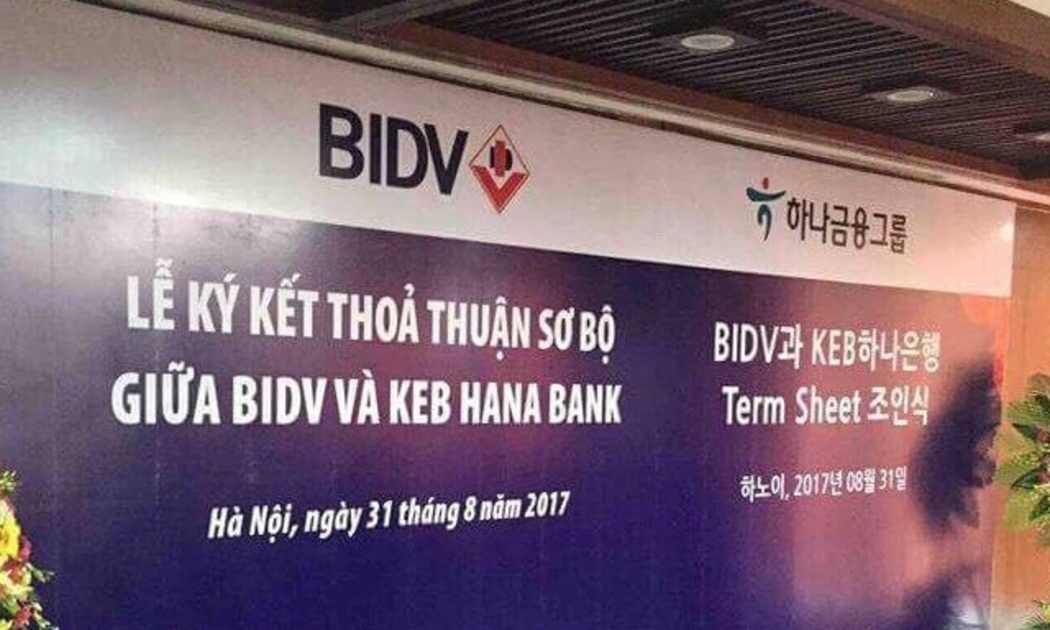 BIDV
하나금융그룹
LỄ KÝ KẾT THOẢ THUẬN SƠ BỘ
GIỮA BIDV VÀ KEB HANA BANK
Hà Nội, ngày 31 tháng 8 năm 2017
BIDV과 KEB하나은행
Term Sheet 조인식
하노이, 2017년 08월 31일